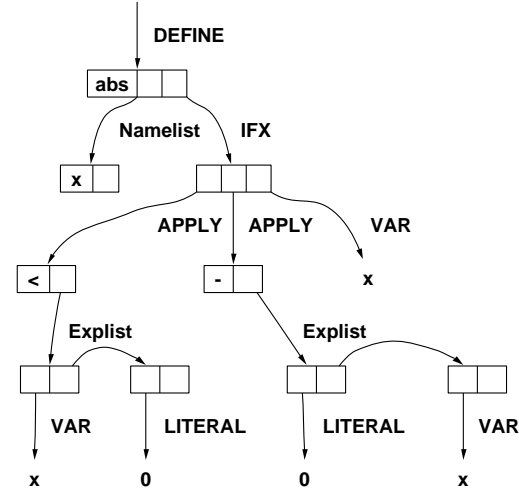 DEFINE
abs
Namelist IFX
x
APPLY APPLY VAR
< - x
Explist Explist
VAR LITERAL LITERAL VAR
x 0 0 x